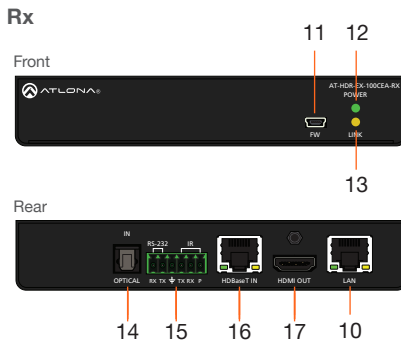 Rx
11 12
Front
ATLONA®
AT-HDR-EX-100CEA-RX
POWER
FW LINK
13
Rear
IN
RS-232 IR
OPTICAL RX TX TX RX P HDBaseT IN HDMI OUT LAN
14 15 16 17 10